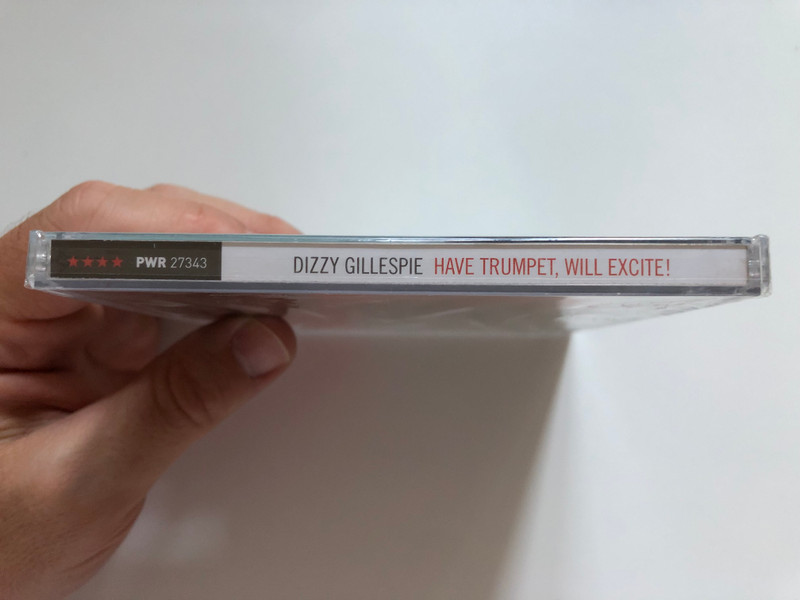 ★★★★ PWR 27343 DIZZY GILLESPIE HAVE TRUMPET, WILL EXCITE!